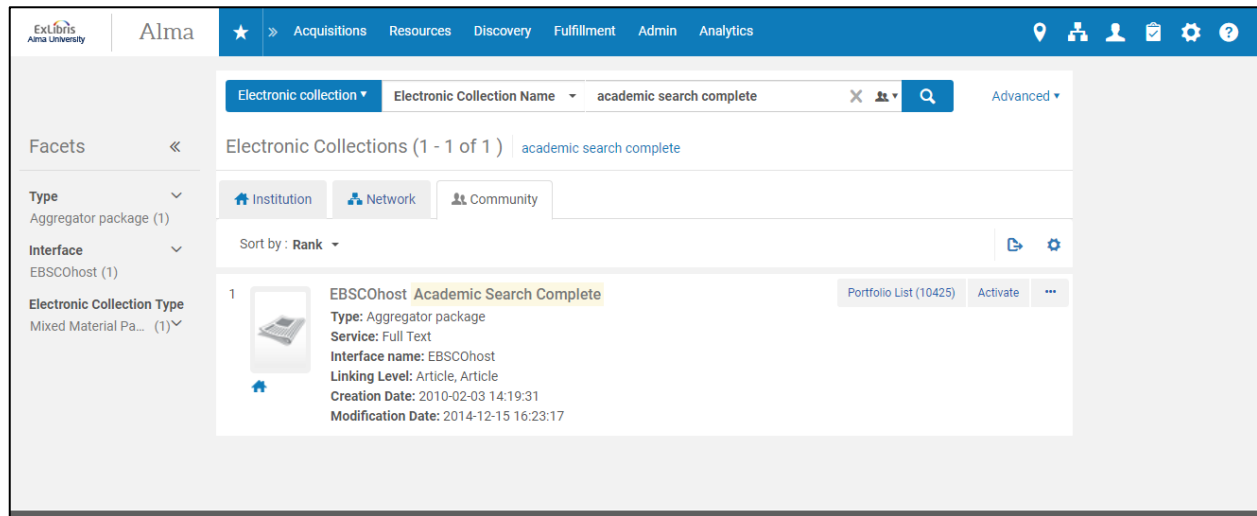 ExLibris
Alma University
Alma
Acquisitions Resources Discovery Fulfillment Admin Analytics
Electronic collection Electronic Collection Name academic search complete Advanced
Facets
Electronic Collections (1 - 1 of 1 ) academic search complete
Type
Aggregator package (1)
Interface
EBSCOhost (1)
Electronic Collection Type
Mixed Material Pa... (1)
Institution Network Community
Sort by : Rank
1 EBSCOhost Academic Search Complete Portfolio List (10425) Activate ...
Type: Aggregator package
Service: Full Text
Interface name: EBSCOhost
Linking Level: Article, Article
Creation Date: 2010-02-03 14:19:31
Modification Date: 2014-12-15 16:23:17